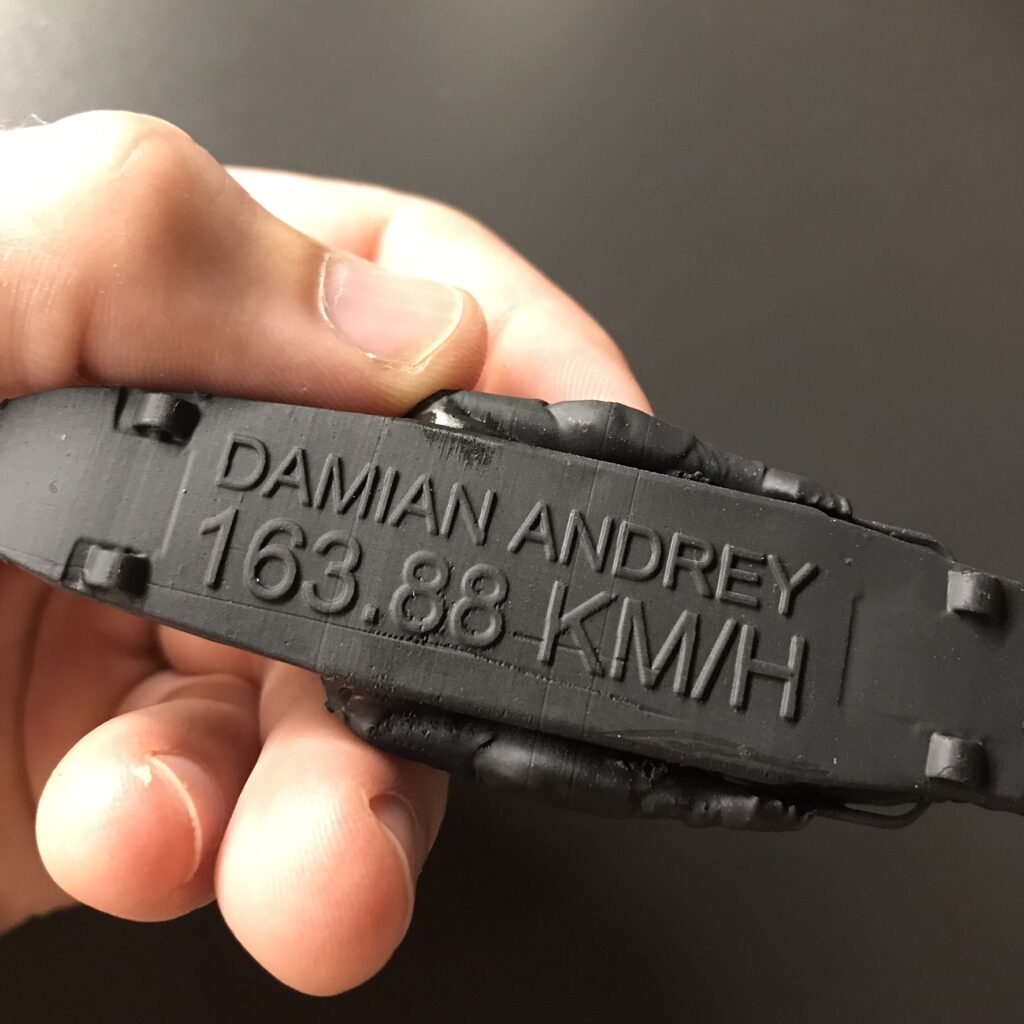 DAMIAN ANDREY
163.88 KM/H